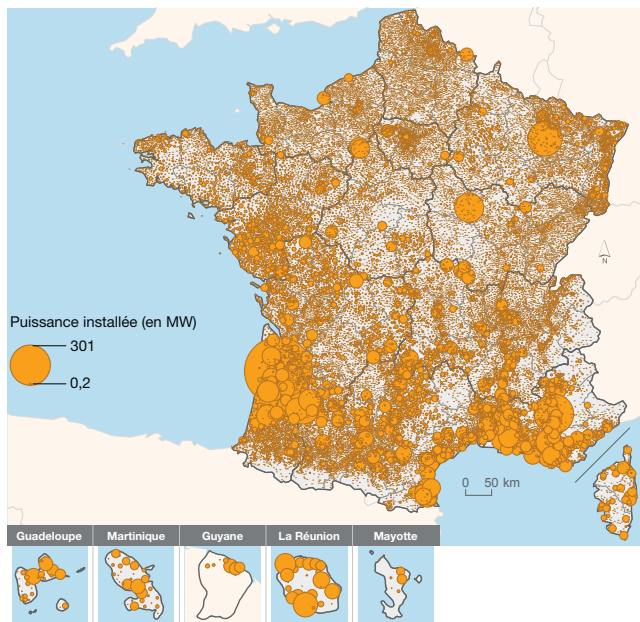 N
Puissance installée (en MW)
301
0,2
0 50 km
Guadeloupe Martinique Guyane La Réunion Mayotte